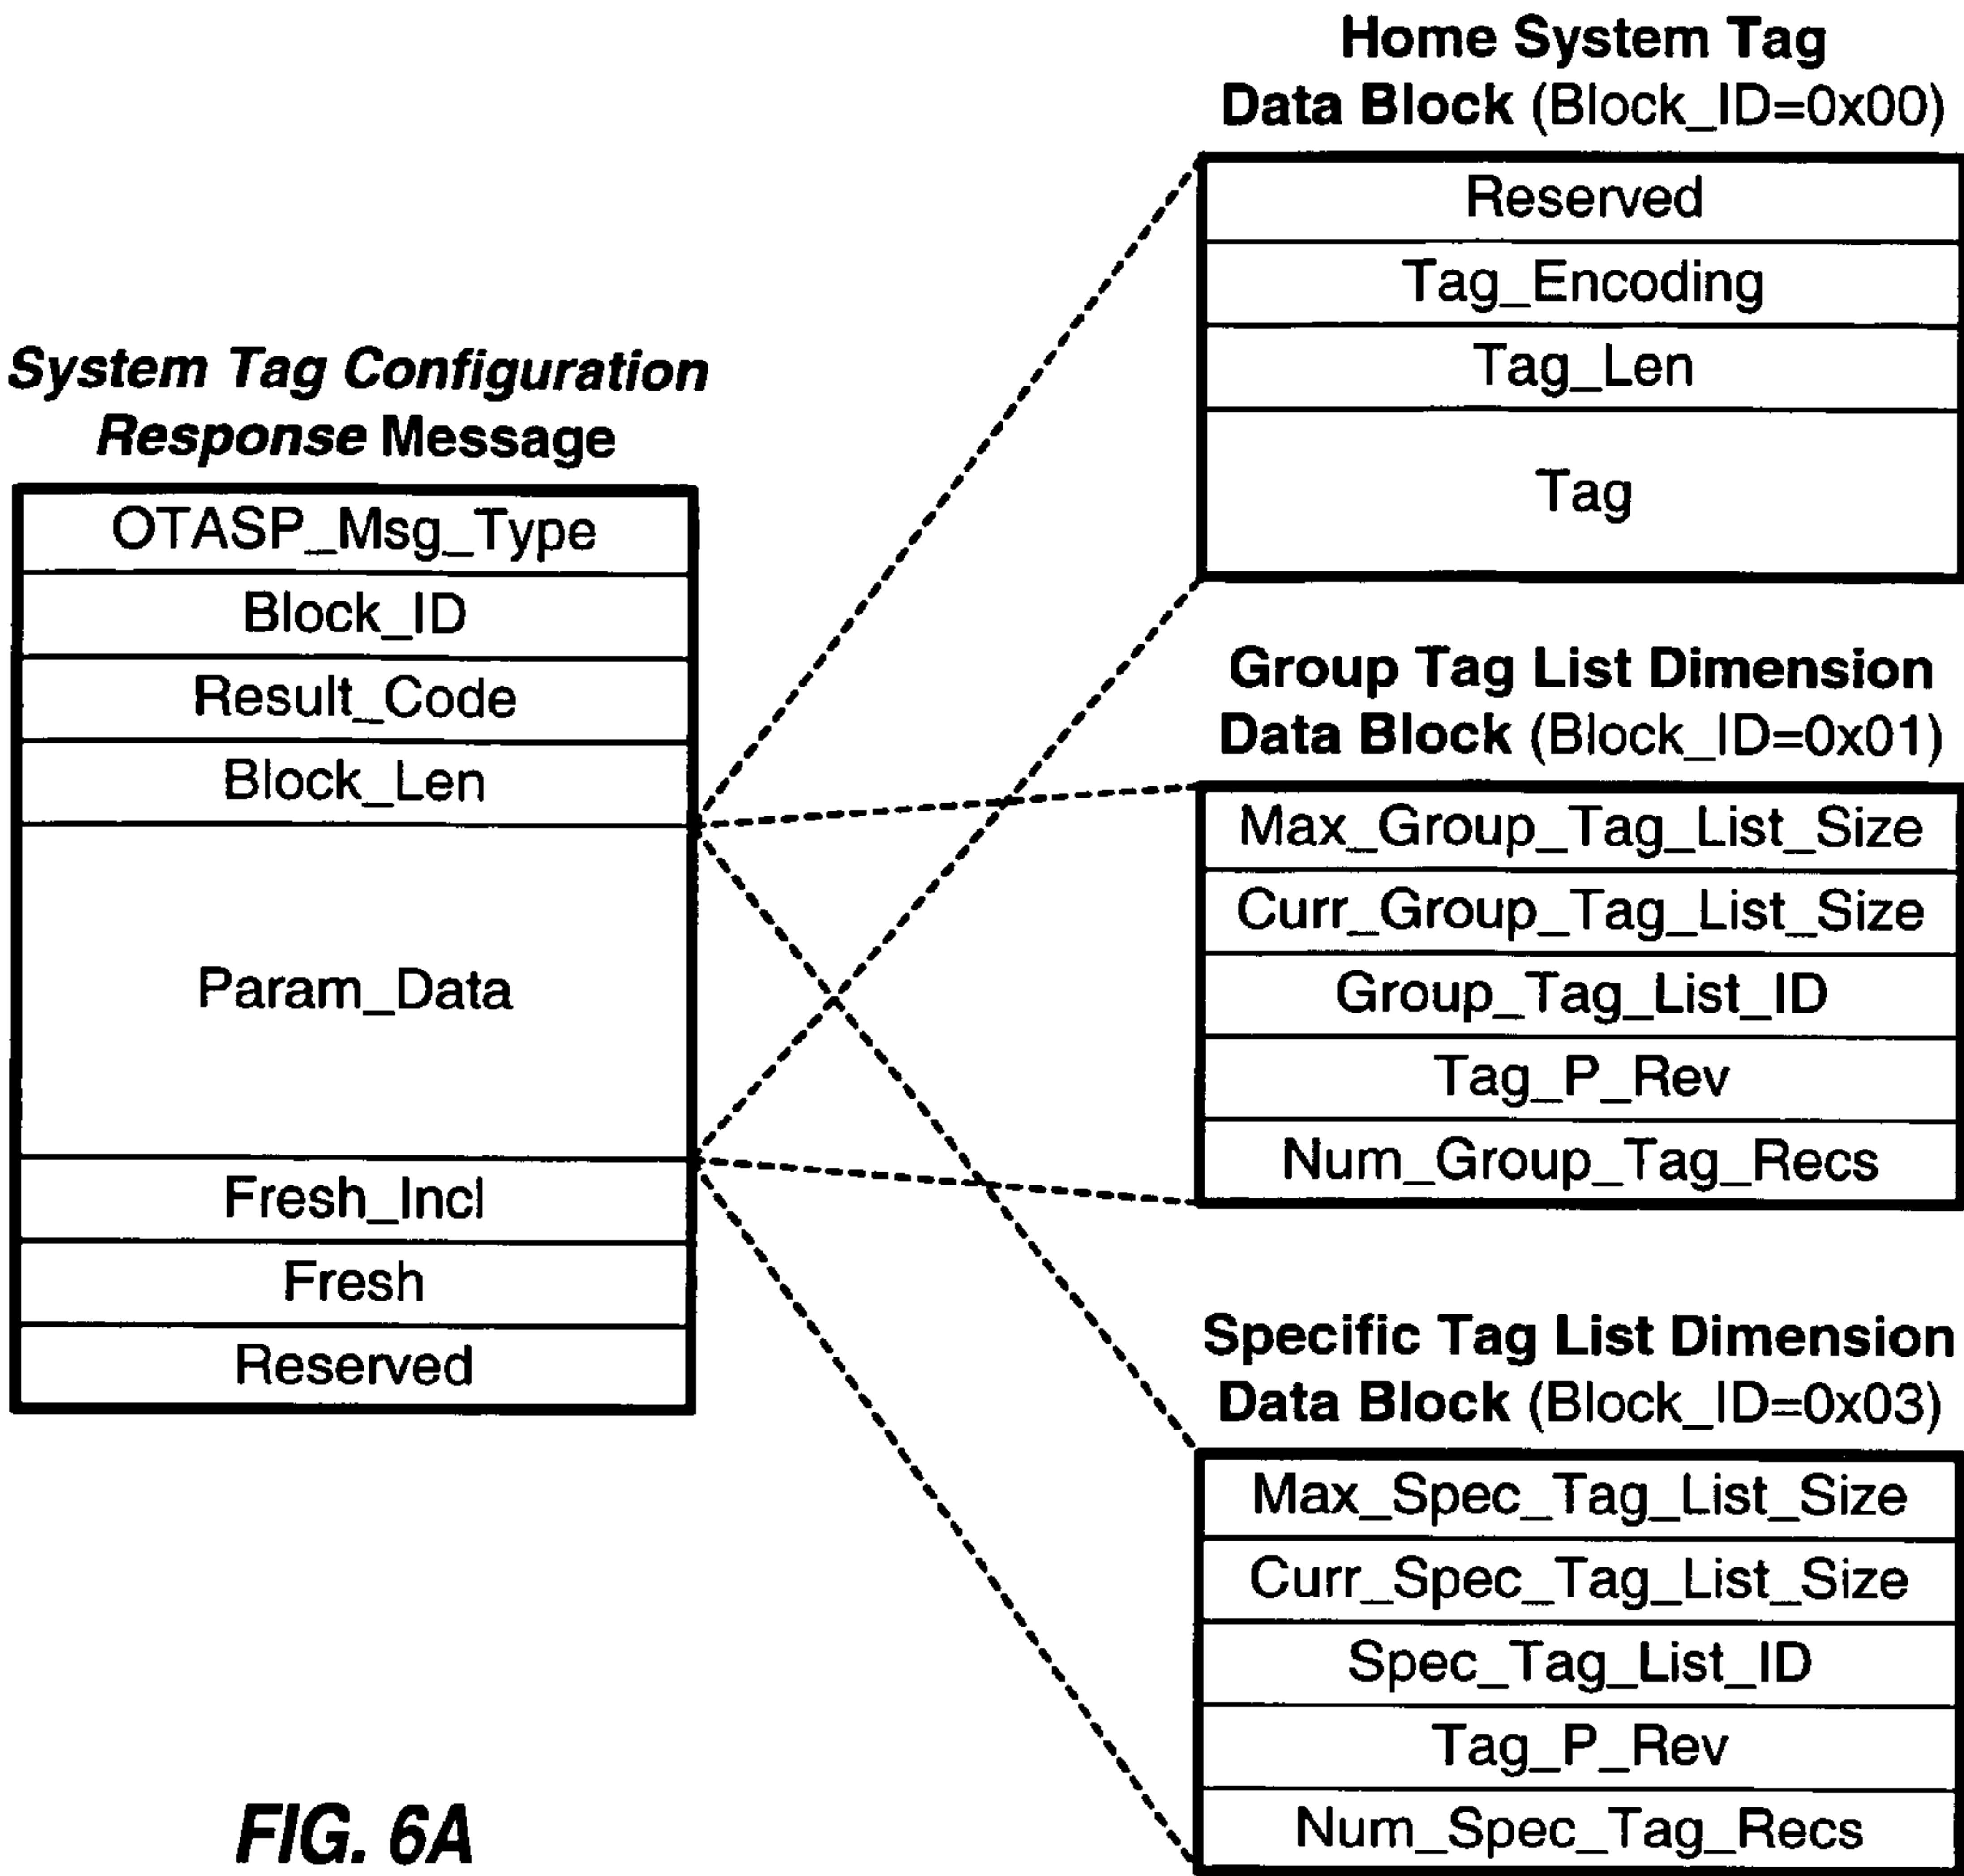 System Tag Configuration
Response Message
OTASP_Msg_Type
Block_ID
Result_Code
Block_Len
Param_Data
Fresh_Incl
Fresh
Reserved
Home System Tag
Data Block (Block_ID=0x00)
Reserved
Tag_Encoding
Tag_Len
Tag
Group Tag List Dimension
Data Block (Block_ID=0x01)
Max_Group_Tag_List_Size
Curr_Group_Tag_List_Size
Group_Tag_List_ID
Tag_P_Rev
Num_Group_Tag_Recs
Specific Tag List Dimension
Data Block (Block_ID=0x03)
Max_Spec_Tag_List_Size
Curr_Spec_Tag_List_Size
Spec_Tag_List_ID
Tag_P_Rev
Num_Spec_Tag_Recs
FIG. 6A